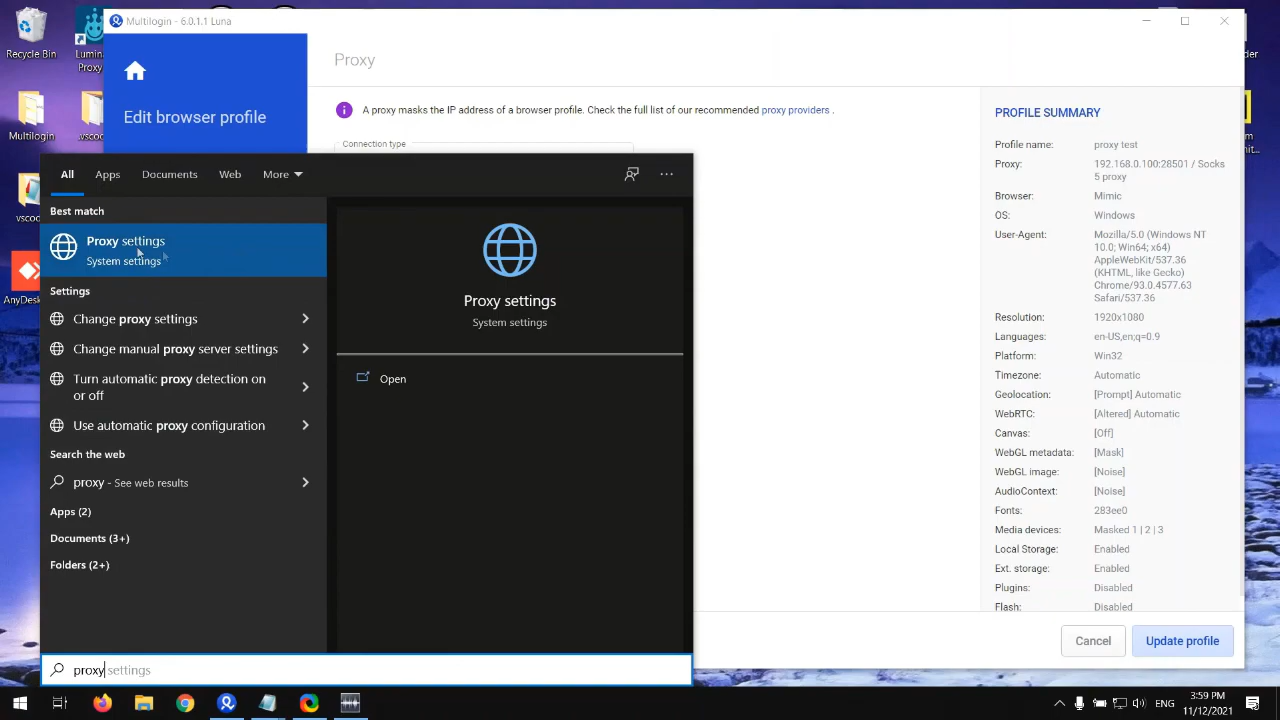 Recycle Bin
Multilogin
vscoo
AnyDesk
Multilogin - 6.0.1.1 Luna
Edit browser profile
Proxy
A proxy masks the IP address of a browser profile. Check the full list of our recommended proxy providers .
Connection type
PROFILE SUMMARY
Profile name: proxy test
Proxy: 192.168.0.100:28501 / Socks
5 proxy
Browser: Mimic
OS: Windows
User-Agent: Mozilla/5.0 (Windows NT
10.0; Win64; x64)
AppleWebKit/537.36
(KHTML, like Gecko)
Chrome/93.0.4577.63
Safari/537.36
Resolution: 1920x1080
Languages: en-US,en;q=0.9
Platform: Win32
Timezone: Automatic
Geolocation: [Prompt] Automatic
WebRTC: [Altered] Automatic
Canvas: [Off]
WebGL metadata: [Mask]
WebGL image: [Noise]
AudioContext: [Noise]
Fonts: 283ee0
Media devices: Masked 1 | 2 | 3
Local Storage: Enabled
Ext. storage: Enabled
Plugins: Disabled
Flash: Disabled
Cancel Update profile
All Apps Documents Web More
Best match
Proxy settings
System settings
Settings
Change proxy settings
Change manual proxy server settings
Turn automatic proxy detection on
or off
Use automatic proxy configuration
Search the web
proxy - See web results
Apps (2)
Documents (3+)
Folders (2+)
Proxy settings
System settings
Open
proxy settings
ENG
3:59 PM
11/12/2021